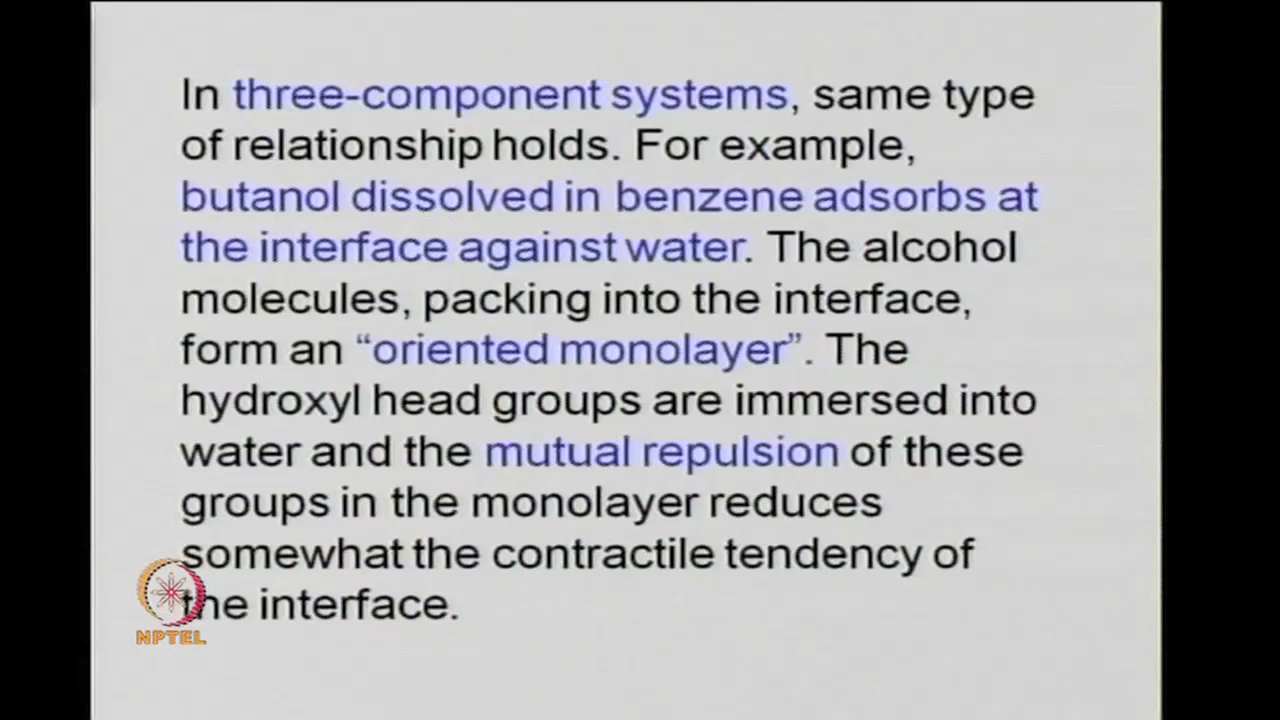 In three-component systems, same type
of relationship holds. For example,
butanol dissolved in benzene adsorbs at
the interface against water. The alcohol
molecules, packing into the interface,
form an “oriented monolayer”. The
hydroxyl head groups are immersed into
water and the mutual repulsion of these
groups in the monolayer reduces
somewhat the contractile tendency of
the interface.
NPTEL